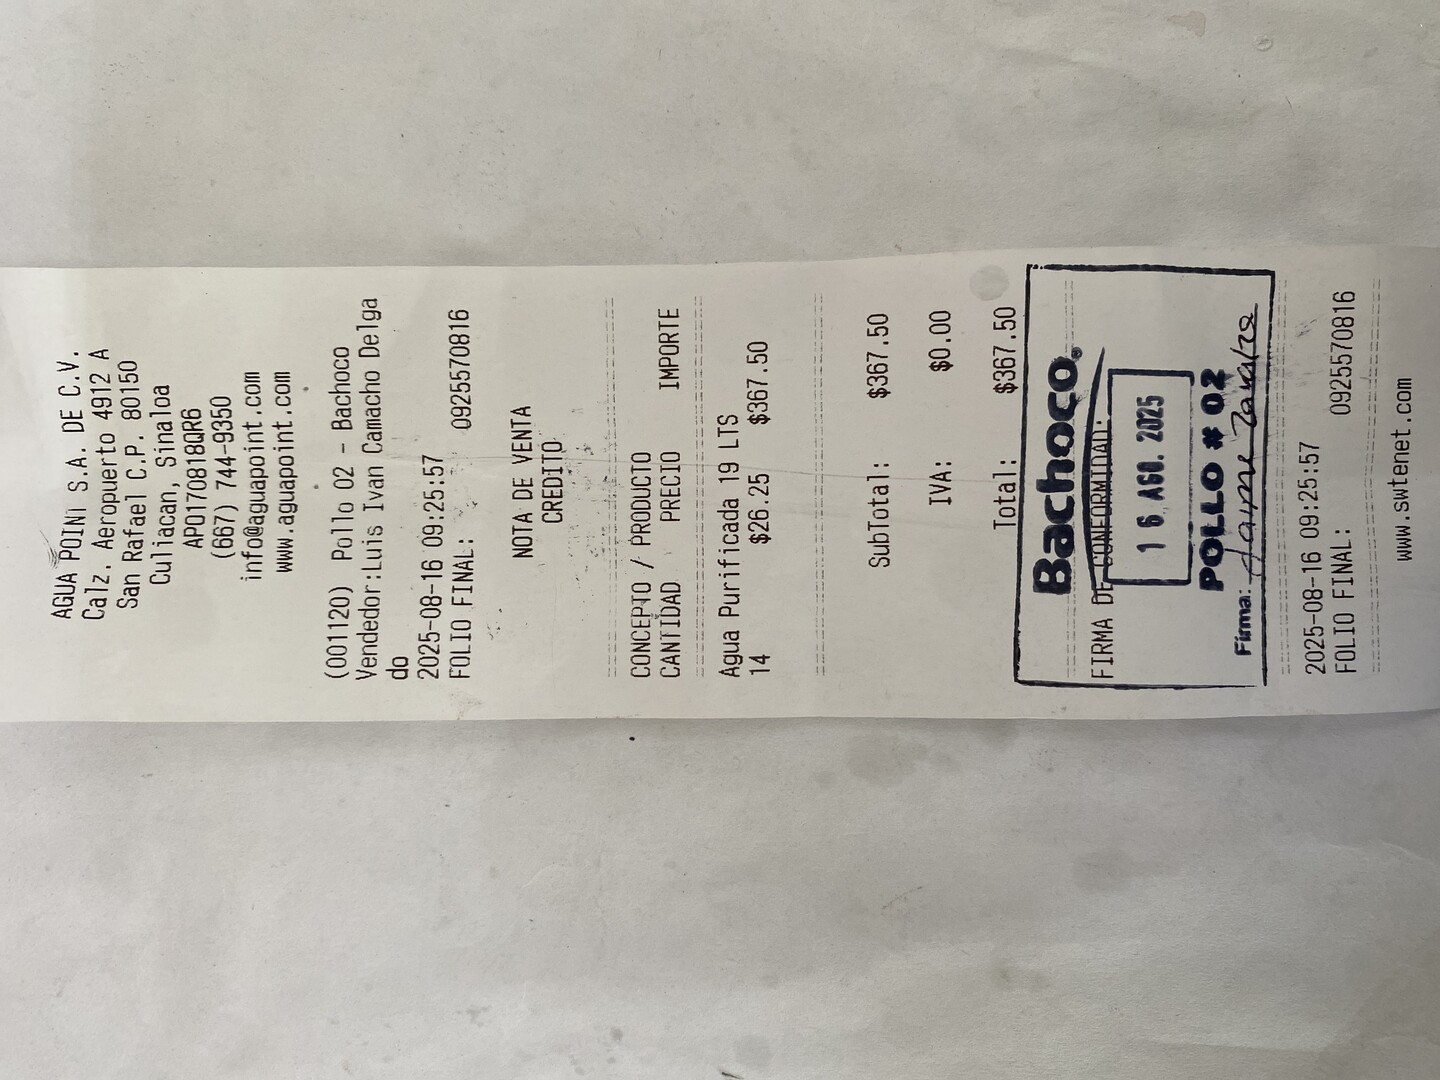 AGUA POINT S.A. DE C.V.
Calz. Aeropuerto 4912 A
San Rafael C.P. 80150
Culiacan, Sinaloa
APO170818QR6
(667) 744-9350
info@aguapoint.com
www.aguapoint.com
(001120) Pollo 02 - Bachoco
Vendedor:Luis Ivan Camacho Delga
do
2025-08-16 09:25:57
FOLIO FINAL: 0925570816
NOTA DE VENTA
CREDITO
CONCEPTO / PRODUCTO
CANTIDAD PRECIO IMPORTE
Agua Purificada 19 LTS
14 $26.25 $367.50
SubTotal: $367.50
IVA: $0.00
Total: $367.50
Bachoco.
FIRMA DE CONFORMIDAD:
16 AGO. 2025
POLLO # 02
Firma: Jaime
2025-08-16 09:25:57
FOLIO FINAL: 0925570816
www.swtenet.com